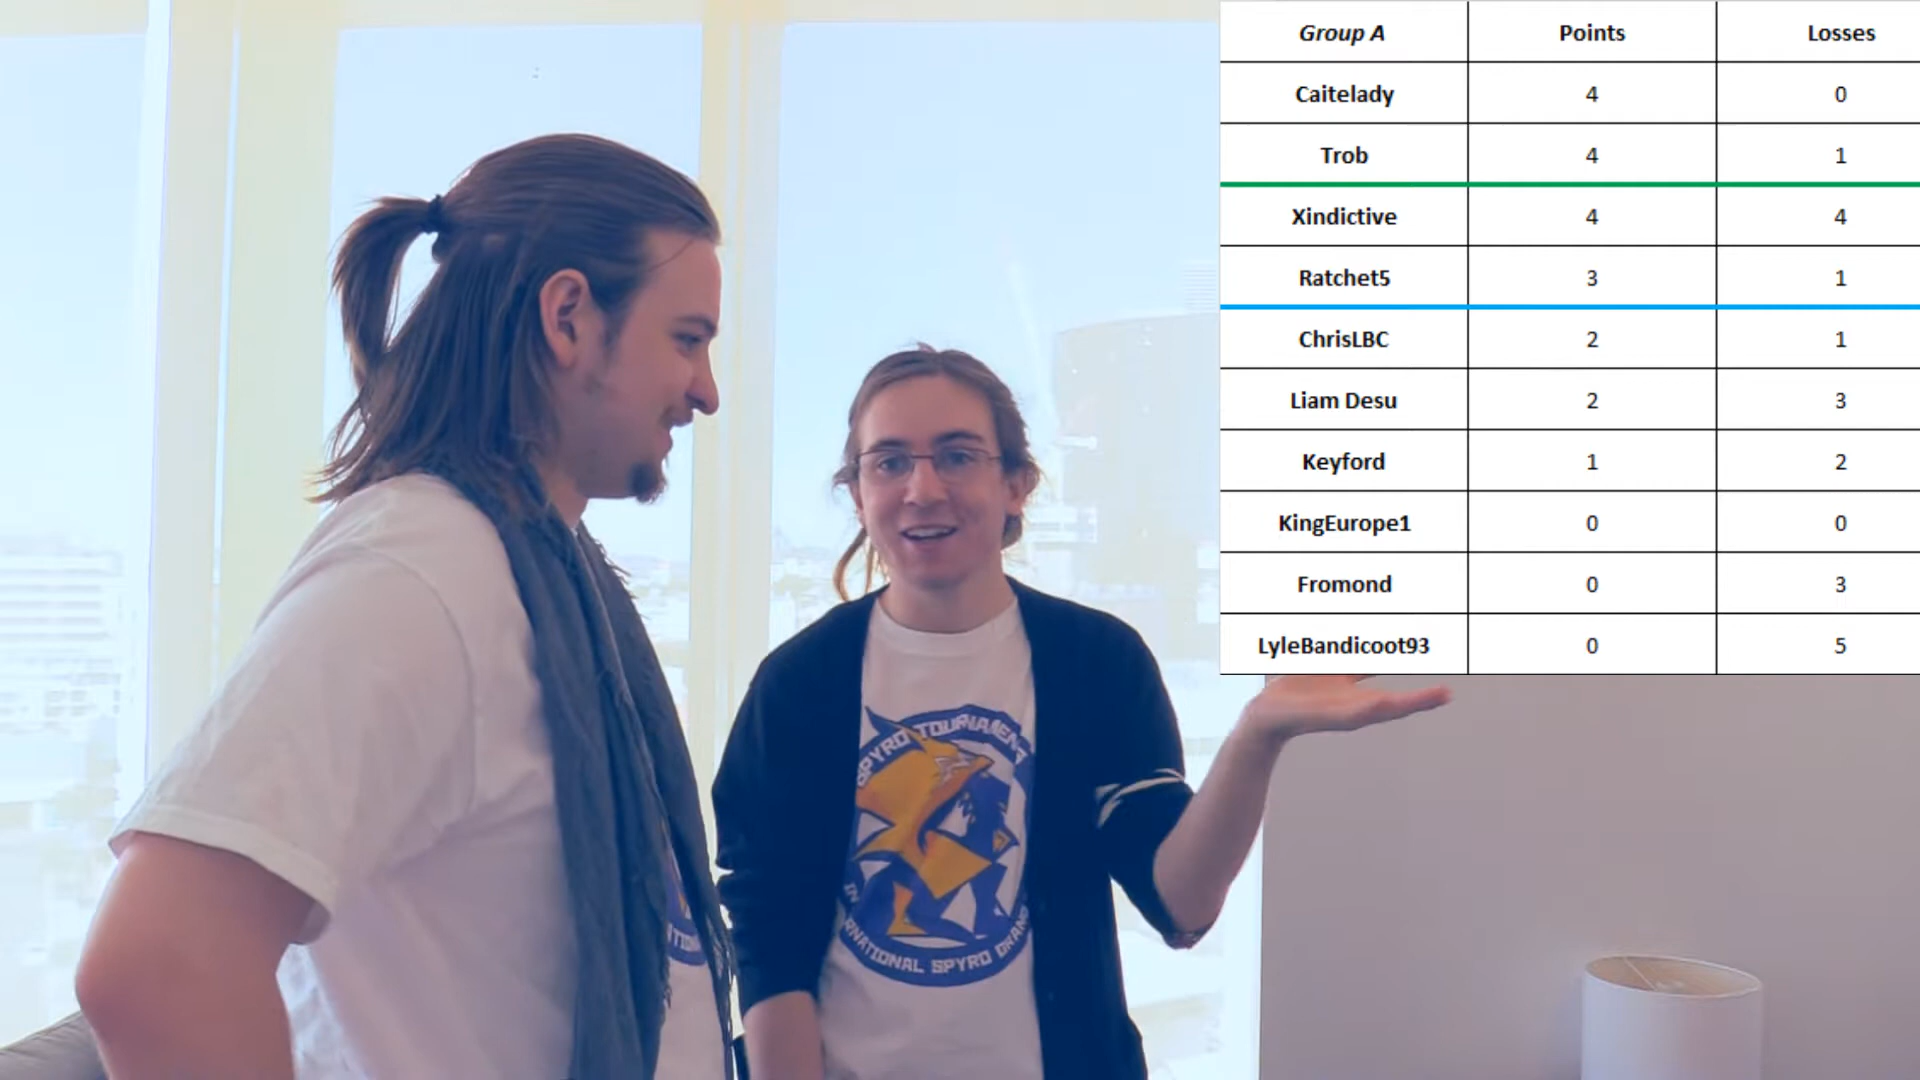 Group A Points Losses
Caitelady 4 0
Trob 4 1
Xindictive 4 4
Ratchet5 3 1
ChrisLBC 2 1
Liam Desu 2 3
Keyford 1 2
KingEurope1 0 0
Fromond 0 3
LyleBandicoot93 0 5
SPYRO TOURNAMENT
INTERNATIONAL SPYRO